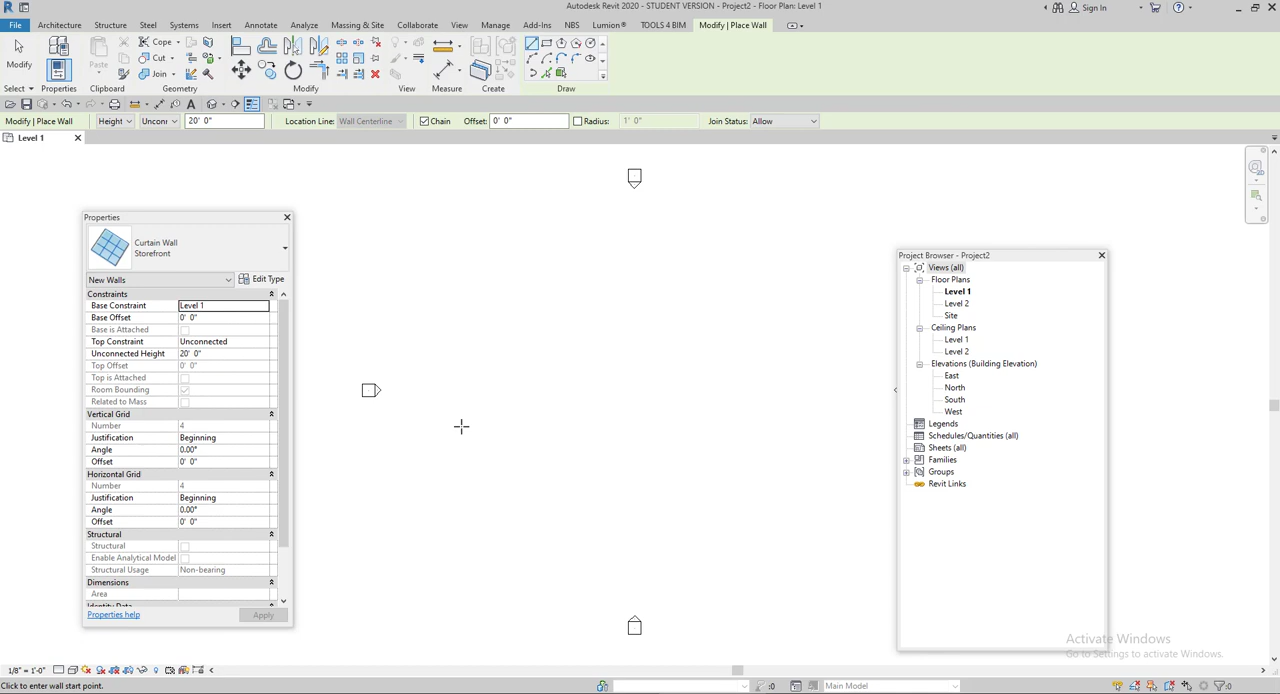 Autodesk Revit 2020 - STUDENT VERSION - Project2 - Floor Plan: Level 1
Sign In
File Architecture Structure Steel Systems Insert Annotate Analyze Massing & Site Collaborate View Manage Add-Ins NBS Lumion® TOOLS 4 BIM Modify | Place Wall
Modify Paste Cope Cut Join
Select Properties Clipboard Geometry Modify View Measure Create Draw
Modify | Place Wall Height Unconr 20' 0" Location Line: Wall Centerline Chain Offset: 0' 0" Radius: 1' 0" Join Status: Allow
Level 1
Properties
Curtain Wall
Storefront
New Walls Edit Type
Constraints
Base Constraint Level 1
Base Offset 0' 0"
Base is Attached
Top Constraint Unconnected
Unconnected Height 20' 0"
Top Offset 0' 0"
Top is Attached
Room Bounding
Related to Mass
Vertical Grid
Number 4
Justification Beginning
Angle 0.00°
Offset 0' 0"
Horizontal Grid
Number 4
Justification Beginning
Angle 0.00°
Offset 0' 0"
Structural
Structural
Enable Analytical Model
Structural Usage Non-bearing
Dimensions
Area
Identity Data
Properties help Apply
Project Browser - Project2
Views (all)
Floor Plans
Level 1
Level 2
Site
Ceiling Plans
Level 1
Level 2
Elevations (Building Elevation)
East
North
South
West
Legends
Schedules/Quantities (all)
Sheets (all)
Families
Groups
Revit Links
Activate Windows
Go to Settings to activate Windows.
1/8" = 1'-0"
Click to enter wall start point. :0 Main Model :0